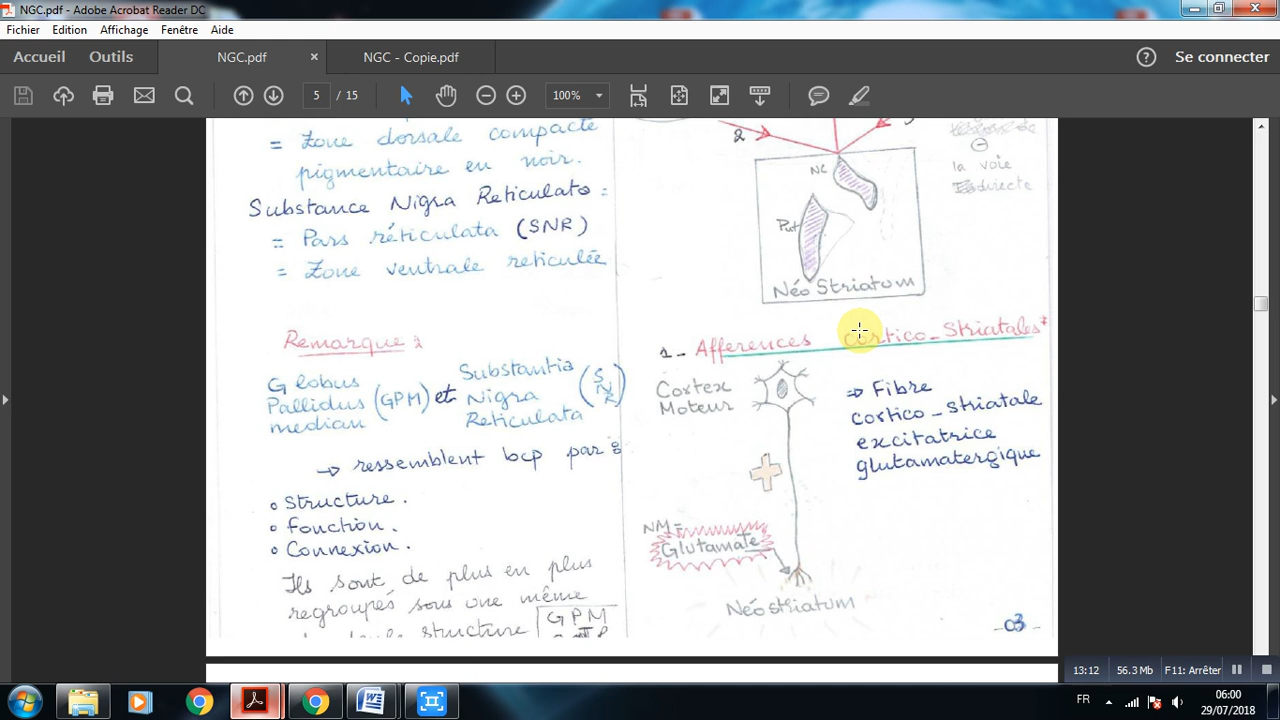 NGC.pdf - Adobe Acrobat Reader DC
Fichier Edition Affichage Fenêtre Aide
Accueil Outils NGC.pdf × NGC - Copie.pdf ? Se connecter
5 / 15 100%
= Zone dorsale compacte
pigmentaire en noir.
Substance Nigra Reticulato :
= Pars réticulata (SNR)
= Zone ventrale reticulée
Remarque :
Globus
Pallidus (GPM) et
median
Substantia
Nigra
Reticulata
(SNR)
→ ressemblent bcp par :
• Structure.
• Fonction.
• Connexion.
Ils sont de plus en plus
regroupés sous une même
structure
GPM
2
la voie
directe
NC
Put
Néo Striatum
1 - Afferences Cortico_Striatales*
Cortex
Moteur
⇒ Fibre
cortico_striatale
excitatrice
glutamatergique
+
NM =
Glutamate
Néostriatum
_03_
13:12 56.3 Mb F11: Arrêter
FR 06:00
29/07/2018